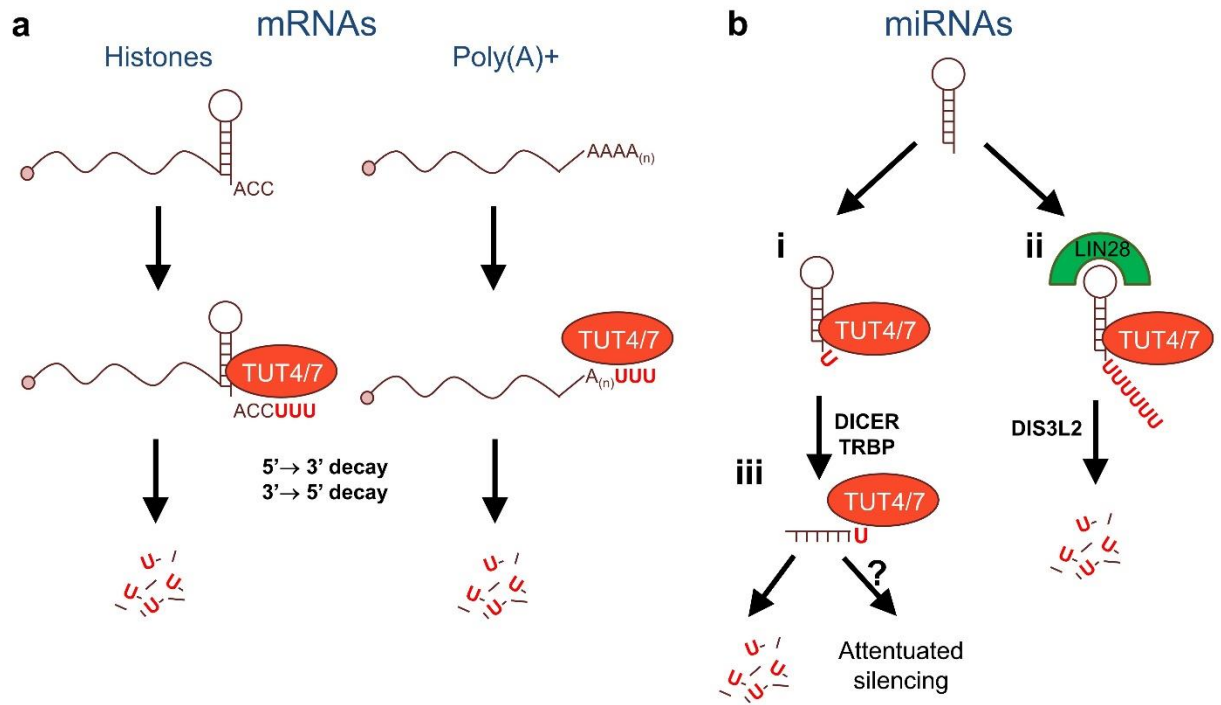 a
mRNAs
Histones
Poly(A)+
ACC
AAAA(n)
TUT4/7
ACCUUU
TUT4/7
A(n)UUU
5’→ 3’ decay
3’→ 5’ decay
U
U
U
U
U
U
U
U
b
miRNAs
i
ii
LIN28
TUT4/7
U
TUT4/7
UUUUUU
DICER
TRBP
DIS3L2
iii
TUT4/7
U
?
U
U
U
U
U
U
U
U
Attentuated
silencing